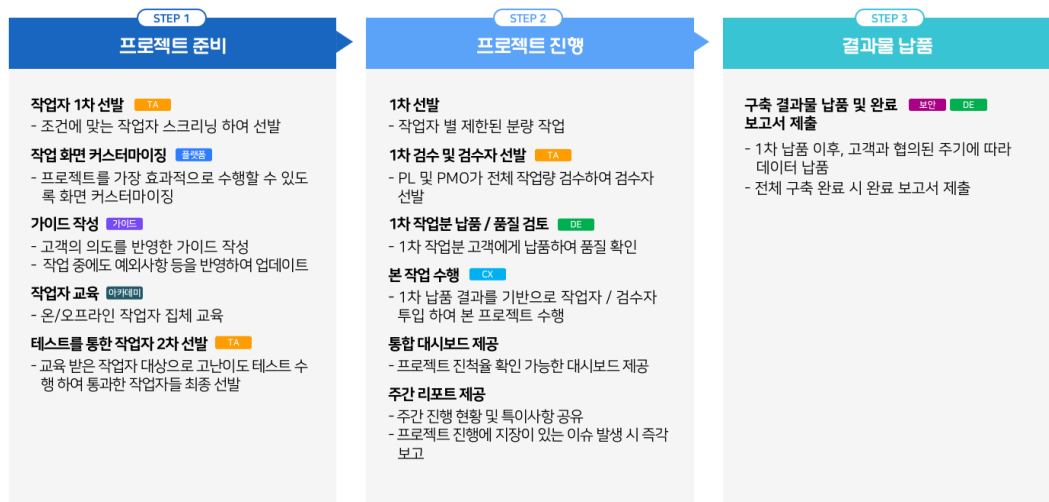 STEP 1
프로젝트 준비
작업자 1차 선발 TA
- 조건에 맞는 작업자 스크리닝 하여 선발
작업 화면 커스터마이징 플랫폼
- 프로젝트를 가장 효과적으로 수행할 수 있도
록 화면 커스터마이징
가이드 작성 가이드
- 고객의 의도를 반영한 가이드 작성
- 작업 중에도 예외사항 등을 반영하여 업데이트
작업자 교육 아카데미
- 온/오프라인 작업자 집체 교육
테스트를 통한 작업자 2차 선발 TA
- 교육 받은 작업자 대상으로 고난이도 테스트 수
행 하여 통과한 작업자들 최종 선발
STEP 2
프로젝트 진행
1차 선발
- 작업자 별 제한된 분량 작업
1차 검수 및 검수자 선발 TA
- PL 및 PMO가 전체 작업량 검수하여 검수자
선발
1차 작업분 납품 / 품질 검토 DE
- 1차 작업분 고객에게 납품하여 품질 확인
본 작업 수행 CX
- 1차 납품 결과를 기반으로 작업자 / 검수자
투입 하여 본 프로젝트 수행
통합 대시보드 제공
- 프로젝트 진척율 확인 가능한 대시보드 제공
주간 리포트 제공
- 주간 진행 현황 및 특이사항 공유
- 프로젝트 진행에 지장이 있는 이슈 발생 시 즉각
보고
STEP 3
결과물 납품
구축 결과물 납품 및 완료 보안 DE
보고서 제출
- 1차 납품 이후, 고객과 협의된 주기에 따라
데이터 납품
- 전체 구축 완료 시 완료 보고서 제출